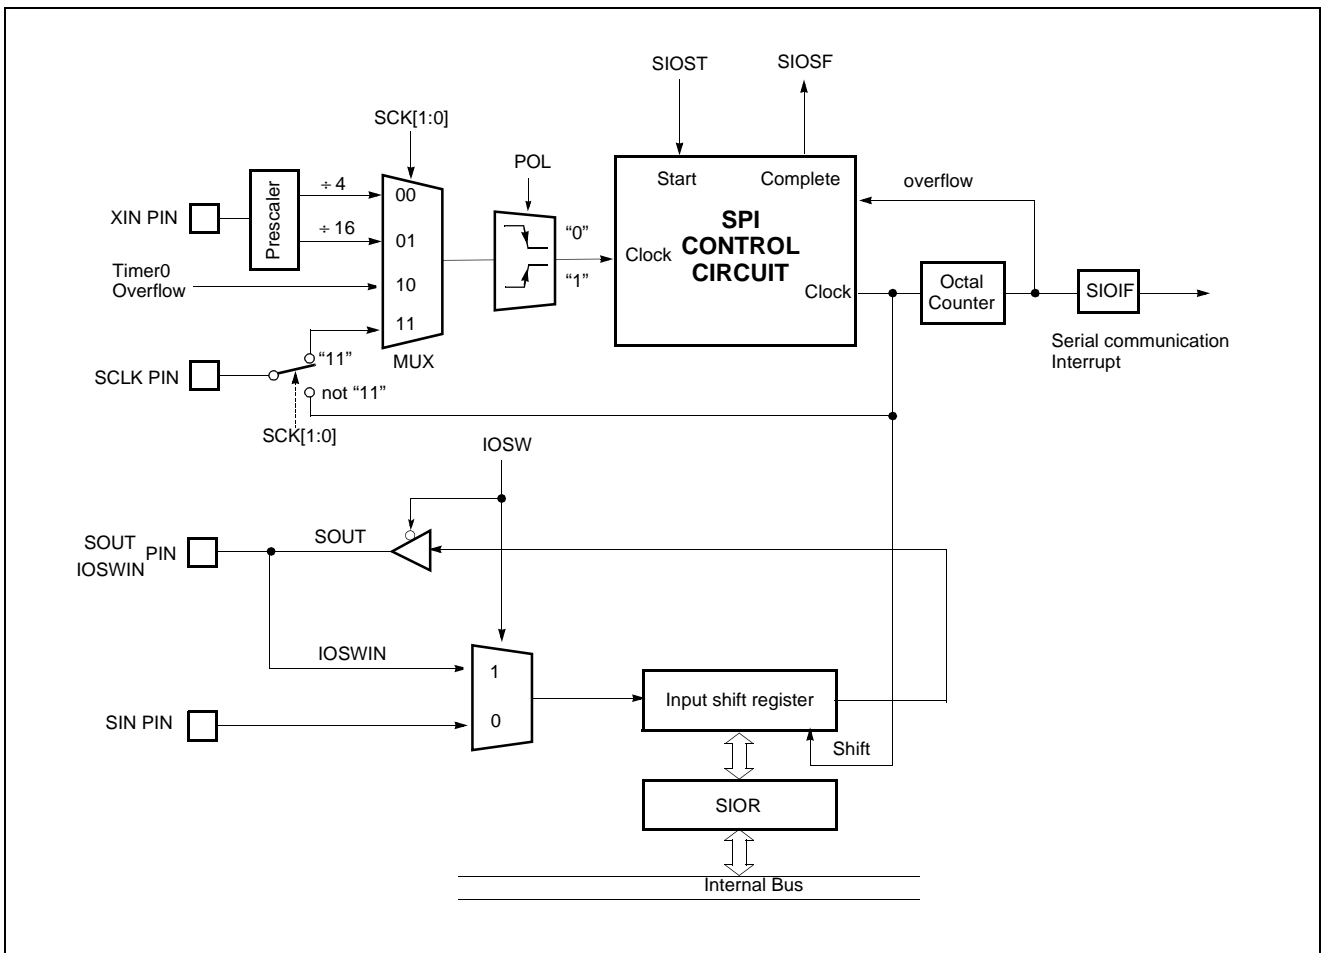 SIOST
SIOSF
SCK[1:0]
POL
÷ 4
00
Start
Complete
overflow
XIN PIN
Prescaler
÷ 16
01
"0"
SPI
CONTROL
CIRCUIT
Clock
Timer0
Overflow
10
"1"
Clock
Octal
Counter
SIOIF
11
"11"
MUX
Serial communication
Interrupt
SCLK PIN
not "11"
SCK[1:0]
IOSW
SOUT
IOSWIN
PIN
SOUT
IOSWIN
1
SIN PIN
0
Input shift register
Shift
SIOR
Internal Bus